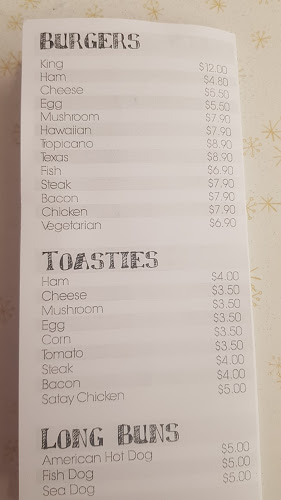 BURGERS
King $12.00
Ham $4.80
Cheese $5.50
Egg $5.50
Mushroom $7.90
Hawaiian $7.90
Topicano $8.90
Texas $8.90
Fish $6.90
Steak $7.90
Bacon $7.90
Chicken $7.90
Vegetarian $6.90
TOASTIES
Ham $4.00
Cheese $3.50
Mushroom $3.50
Egg $3.50
Corn $3.50
Tomato $3.50
Steak $4.00
Bacon $4.00
Satay Chicken $5.00
LONG BUNS
American Hot Dog $5.00
Fish Dog $5.00
Sea Dog $5.00